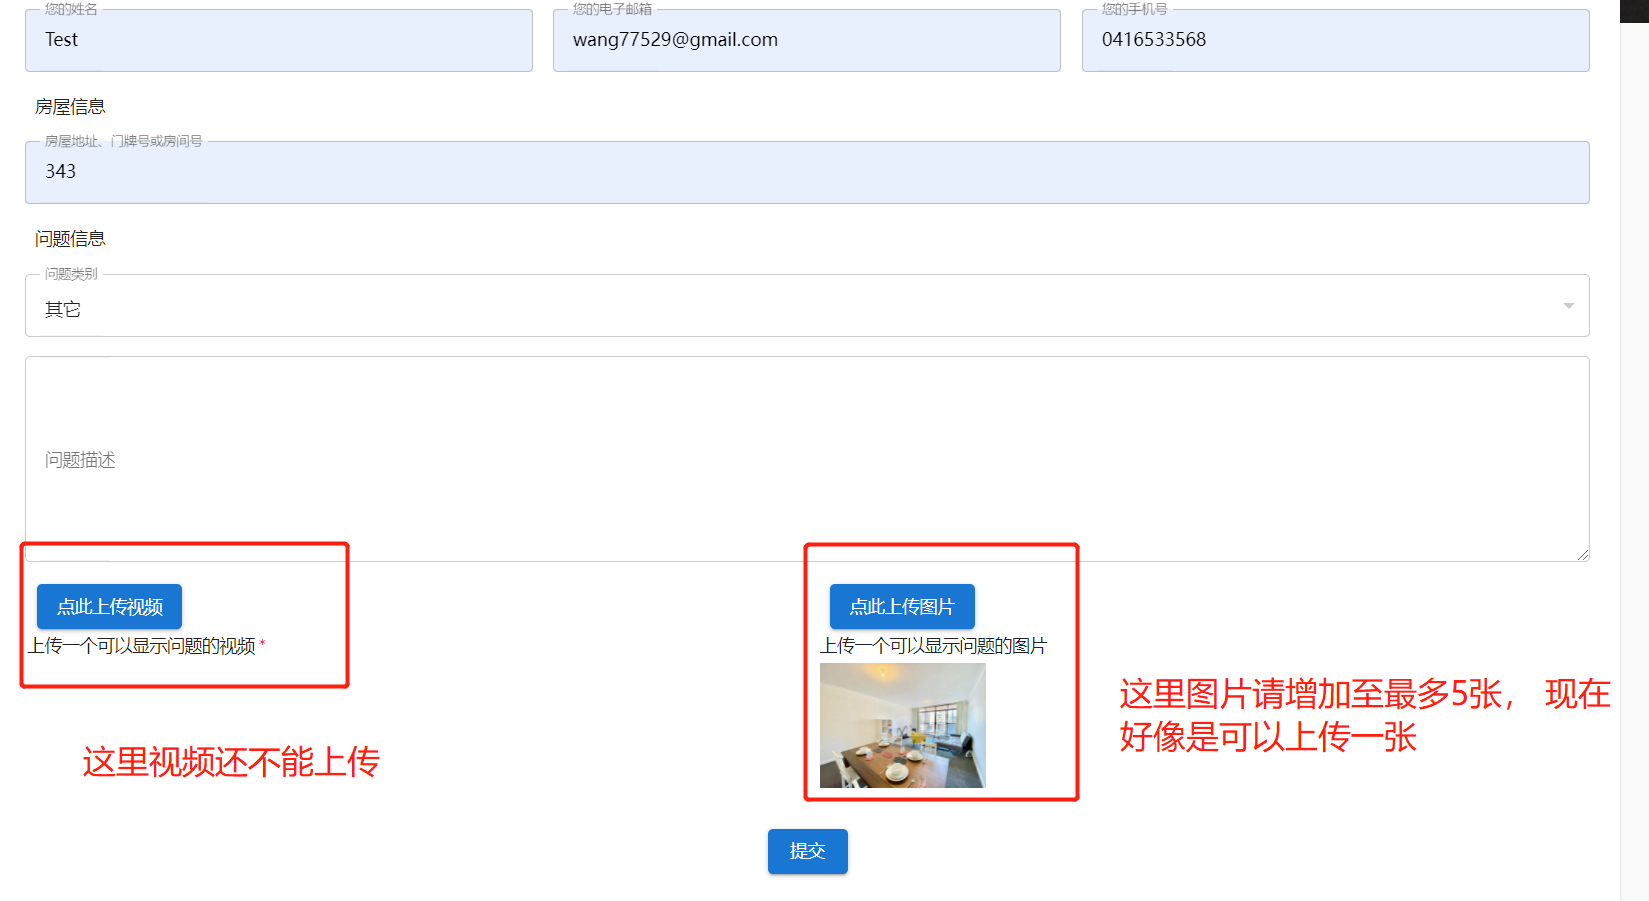 您的姓名
Test
您的电子邮箱
wang77529@gmail.com
您的手机号
0416533568
房屋信息
房屋地址、门牌号或房间号
343
问题信息
问题类别
其它
问题描述
点此上传视频
上传一个可以显示问题的视频 *
这里视频还不能上传
点此上传图片
上传一个可以显示问题的图片
这里图片请增加至最多5张， 现在
好像是可以上传一张
提交